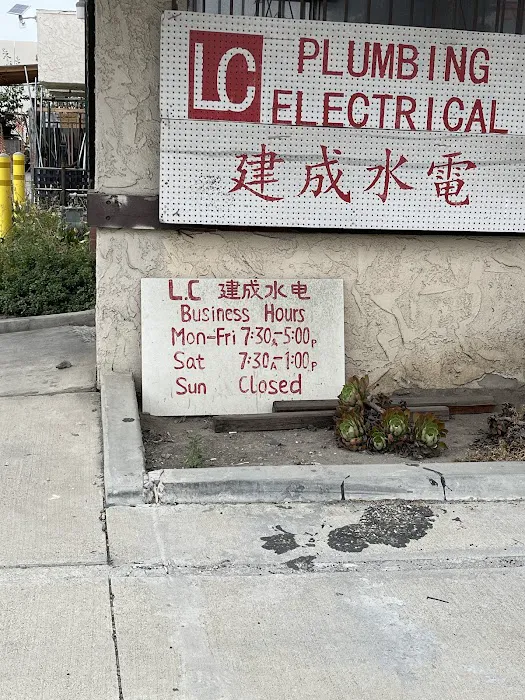 LC PLUMBING
ELECTRICAL
建成水電
L.C 建成水电
Business Hours
Mon-Fri 7:30A-5:00P
Sat 7:30A-1:00P
Sun Closed